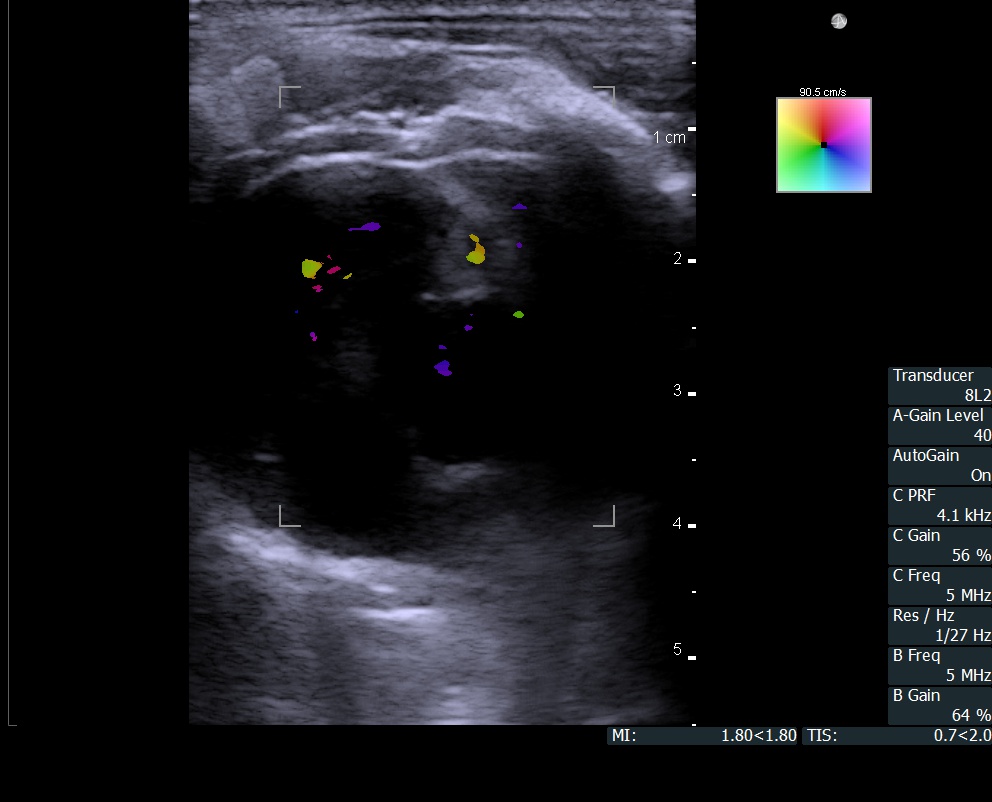 90.5 cm/s
1 cm
2
3
4
5
Transducer
8L2
A-Gain Level
40
AutoGain
On
C PRF
4.1 kHz
C Gain
56 %
C Freq
5 MHz
Res / Hz
1/27 Hz
B Freq
5 MHz
B Gain
64 %
MI: 1.80<1.80 TIS: 0.7<2.0